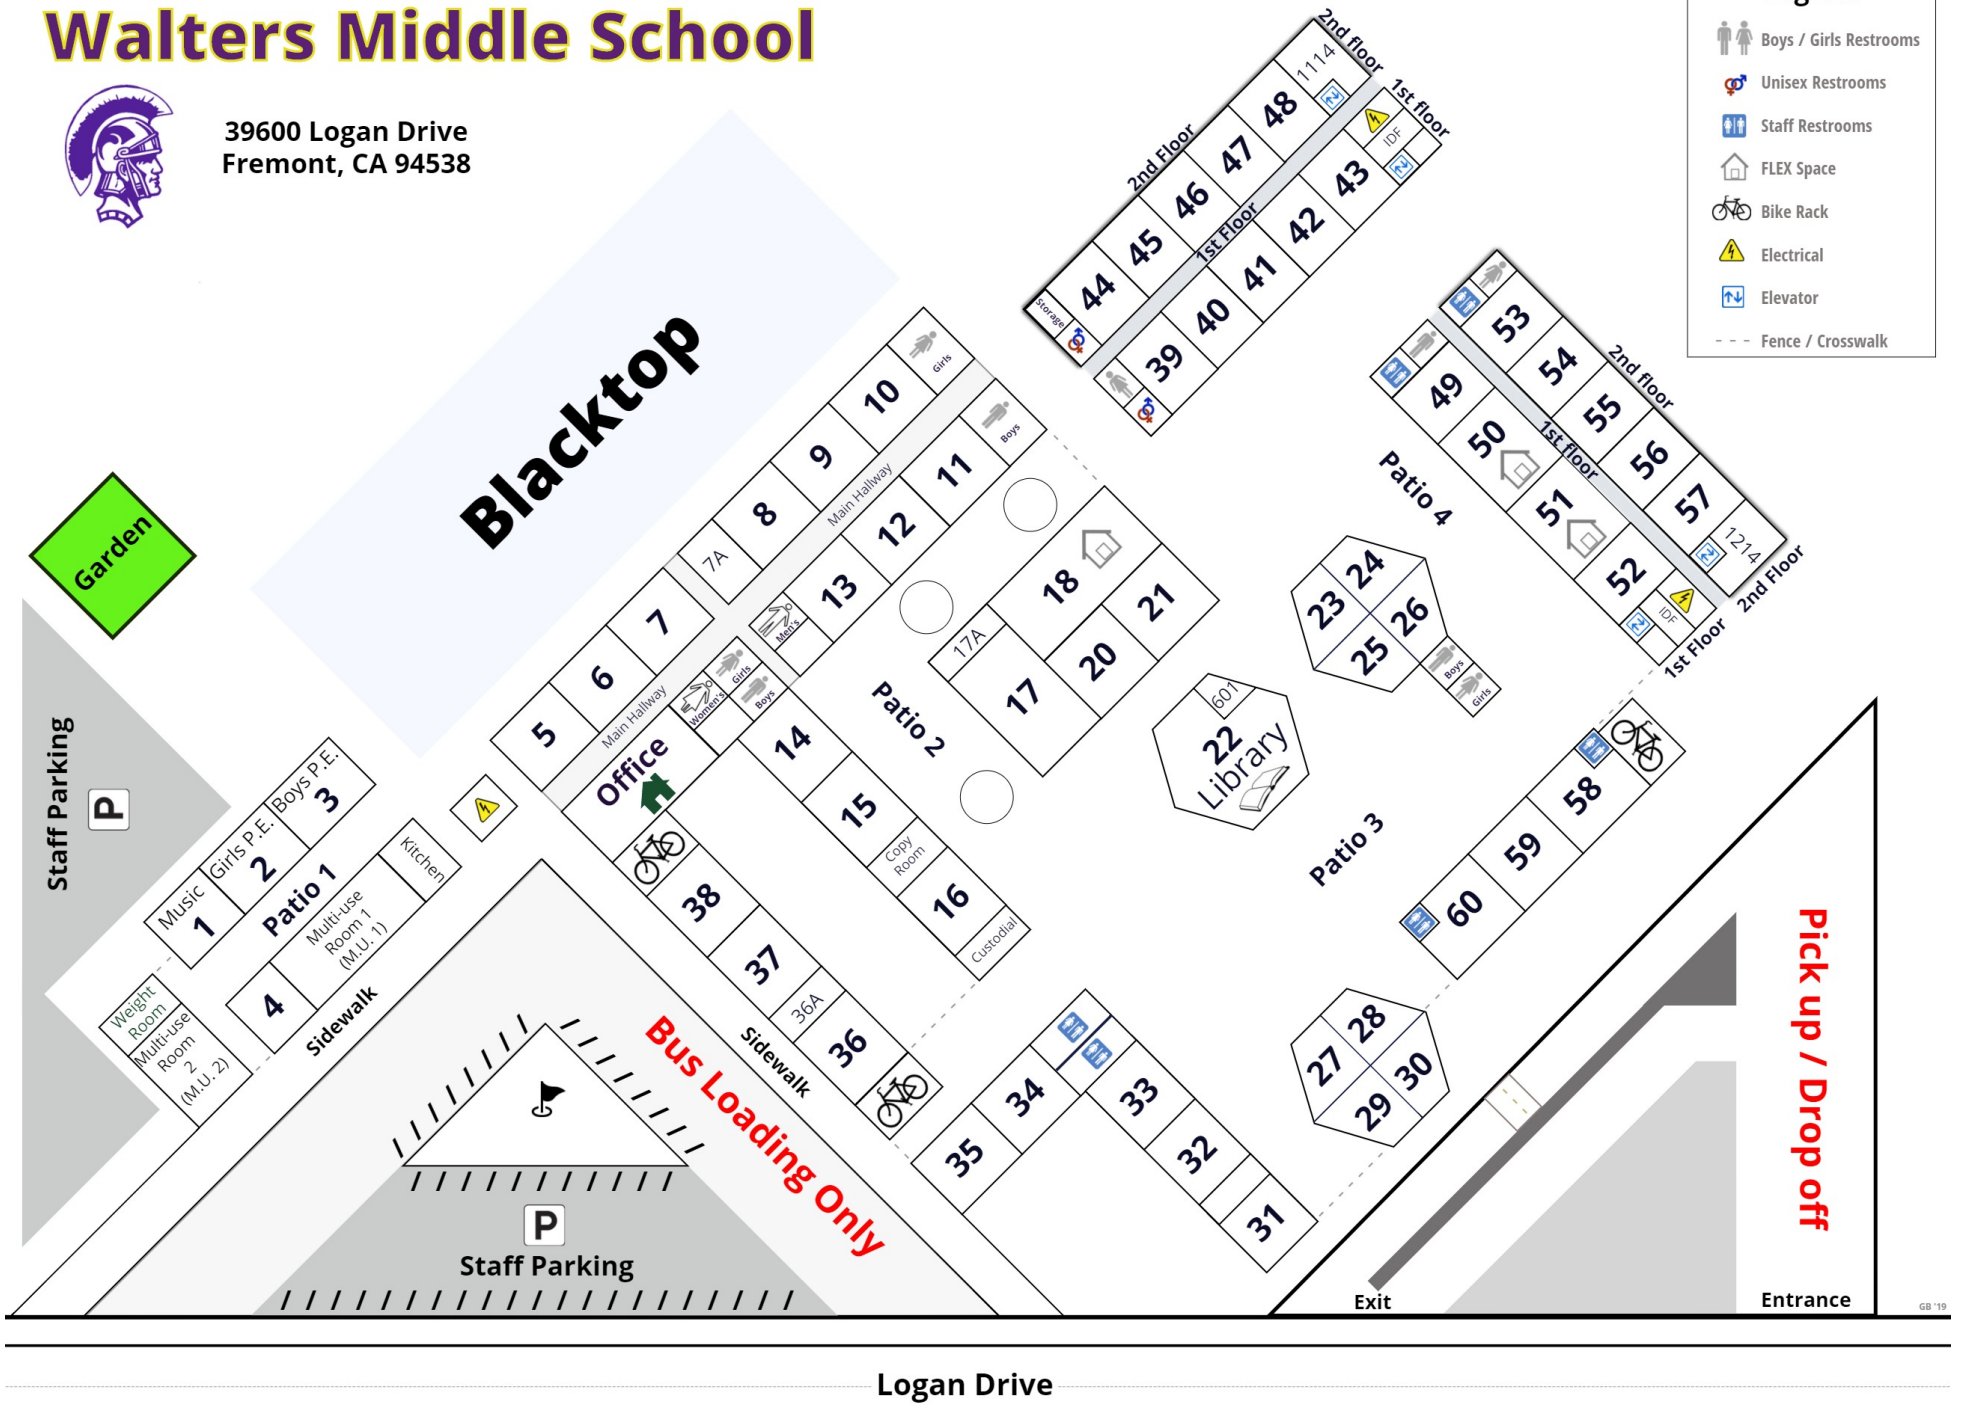 Walters Middle School
39600 Logan Drive
Fremont, CA 94538
Boys / Girls Restrooms
Unisex Restrooms
Staff Restrooms
FLEX Space
Bike Rack
Electrical
Elevator
Fence / Crosswalk
2nd floor
1114
1st floor
IDF
2nd Floor
48
47
46
45
44
Storage
1st Floor
43
42
41
40
39
53
54
55
56
57
1214
2nd floor
2nd Floor
1st floor
49
50
51
52
IDF
1st Floor
Patio 4
Blacktop
Garden
Girls
10
9
8
7A
7
6
5
Main Hallway
Main Hallway
Boys
11
12
13
Men's
Girls
Women's
Boys
Office
14
15
Copy
Room
16
Custodial
Patio 2
18
17A
17
21
20
24
23
26
25
Boys
Girls
601
22
Library
Patio 3
58
59
60
Staff Parking
P
Boys P.E.
3
Girls P.E.
2
Music
1
Patio 1
Kitchen
Multi-use
Room 1
(M.U. 1)
4
Weight
Room
Multi-use
Room
2
(M.U. 2)
Sidewalk
38
37
36A
36
Sidewalk
Bus Loading Only
P
Staff Parking
34
35
33
32
31
28
27
30
29
Pick up / Drop off
Exit
Entrance
GB '19
Logan Drive